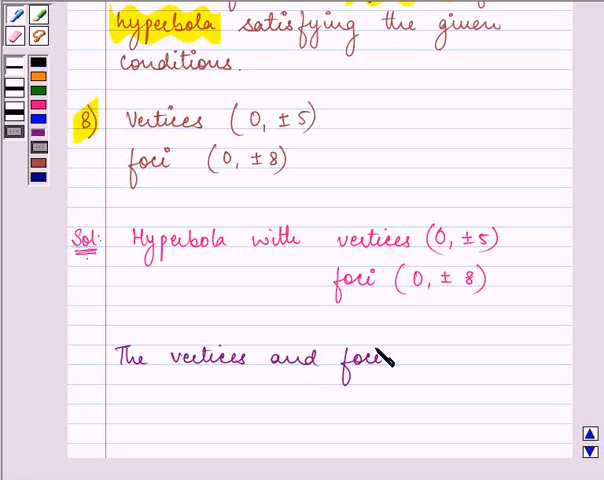 hyperbola satisfying the given
conditions.
8) Vertices (0, ±5)
foci (0, ±8)
Sol: Hyperbola with vertices (0, ±5)
foci (0, ±8)
The vertices and foci